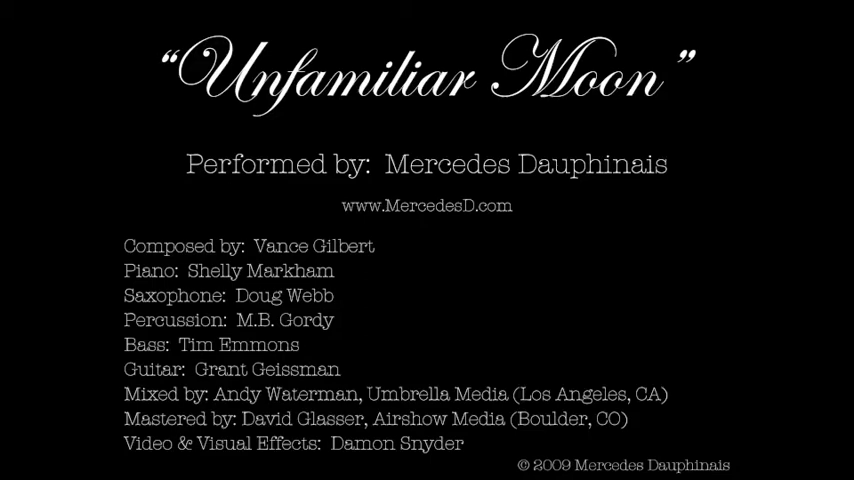 “Unfamiliar Moon”
Performed by: Mercedes Dauphinais
www.MercedesD.com
Composed by: Vance Gilbert
Piano: Shelly Markham
Saxophone: Doug Webb
Percussion: M.B. Gordy
Bass: Tim Emmons
Guitar: Grant Geissman
Mixed by: Andy Waterman, Umbrella Media (Los Angeles, CA)
Mastered by: David Glasser, Airshow Media (Boulder, CO)
Video & Visual Effects: Damon Snyder
© 2009 Mercedes Dauphinais